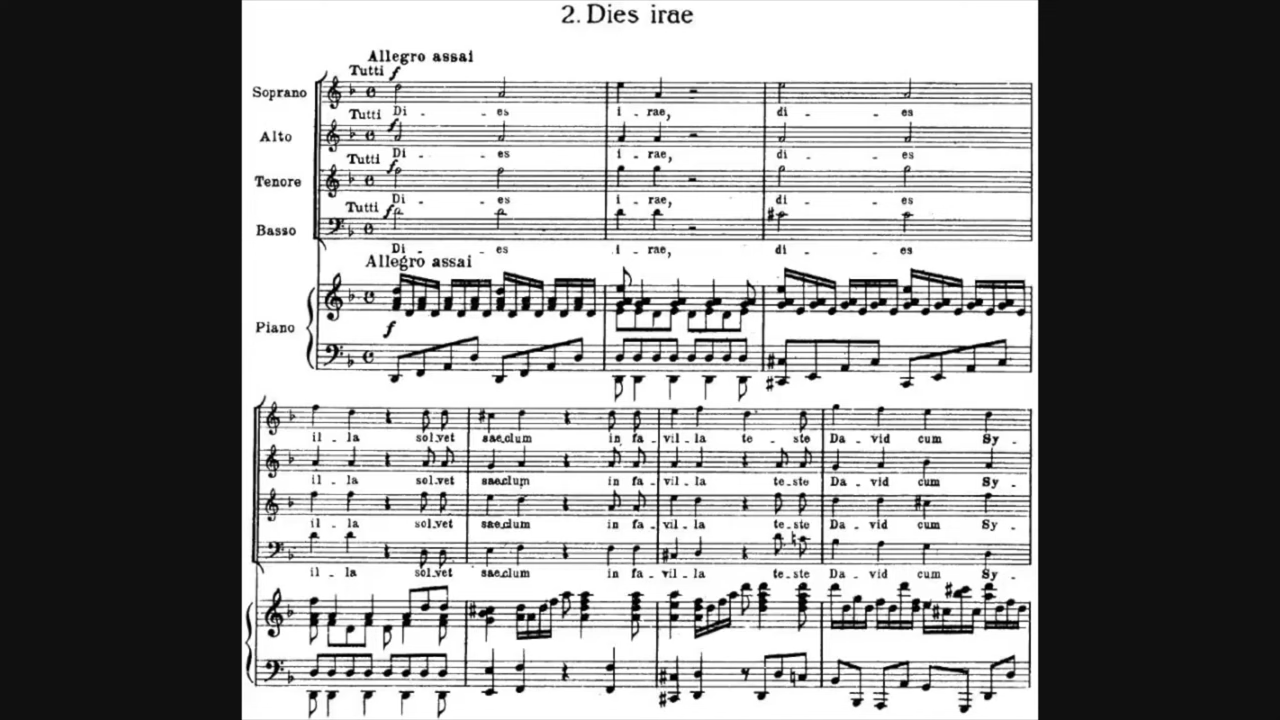 2. Dies irae
Allegro assai
Tutti f
Soprano
Di - es i - rae, di - es
Tutti f
Alto
Di - es i - rae, di - es
Tutti f
Tenore
Di - es i - rae, di - es
Tutti f
Basso
Di - es i - rae, di - es
Allegro assai
Piano
f
il - la sol-vet saeclum in fa - vil - la te - ste Da - vid cum Sy -
il - la sol-vet saeclum in fa - vil - la te-ste Da - vid cum Sy -
il - la sol-vet saeclum in fa - vil - la te-ste Da - vid cum Sy -
il - la sol-vet saeclum in fa - vil - la te-ste Da - vid cum Sy -